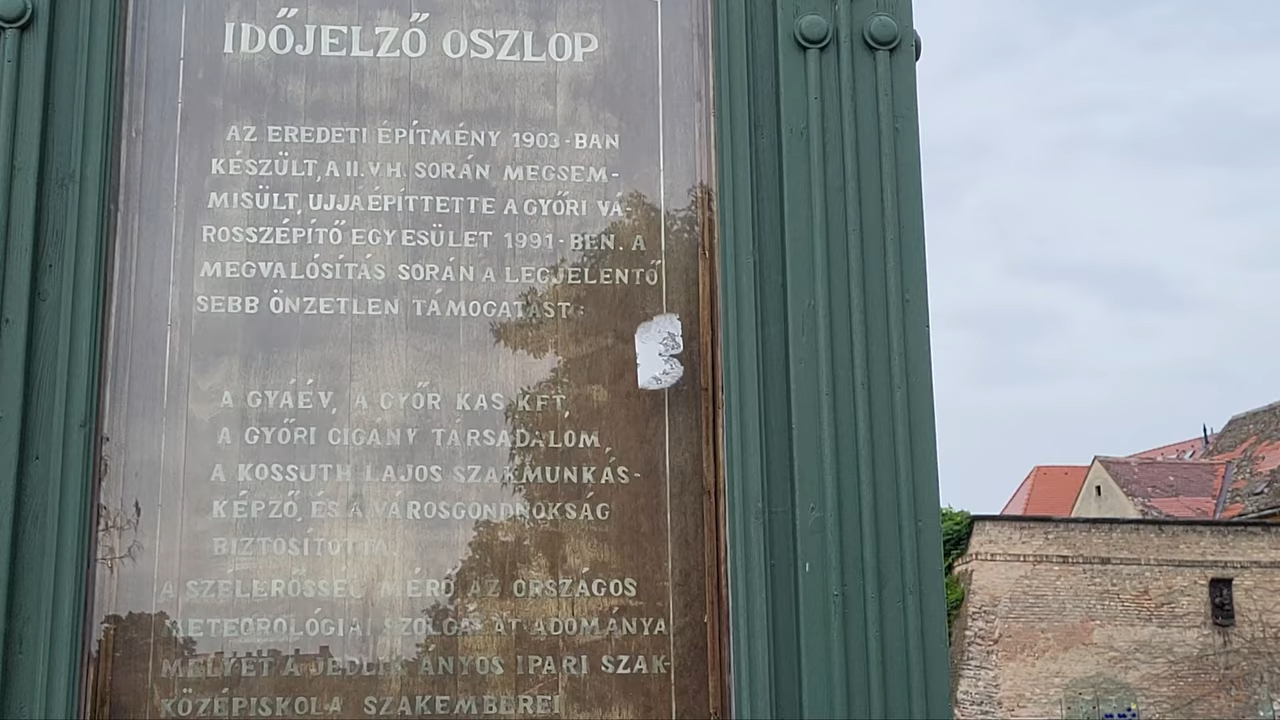 IDŐJELZŐ OSZLOP
AZ EREDETI ÉPÍTMÉNY 1903-BAN
KÉSZÜLT, A II. V H. SORÁN MEGSEM-
MISÜLT, UJJAÉPÍTTETTE A GYŐRI VÁ-
ROSSZÉPÍTŐ EGYESÜLET 1991-BEN. A
MEGVALÓSÍTÁS SORÁN A LEGJELENTŐ
SEBB ÖNZETLEN TÁMOGATÁST:
A GYÁÉV, A GYŐR KAS KFT,
A GYŐRI CIGÁNY TÁRSADALOM,
A KOSSUTH LAJOS SZAKMUNKÁS-
KÉPZŐ, ÉS A VÁROSGONDNOKSÁG
BIZTOSÍTOTTA.
A SZÉLERŐSSÉG MÉRŐ AZ ORSZÁGOS
METEOROLÓGIAI SZOLGÁLAT ADOMÁNYA
MELYET A JEDLIK ÁNYOS IPARI SZAK-
KÖZÉPISKOLA SZAKEMBEREI